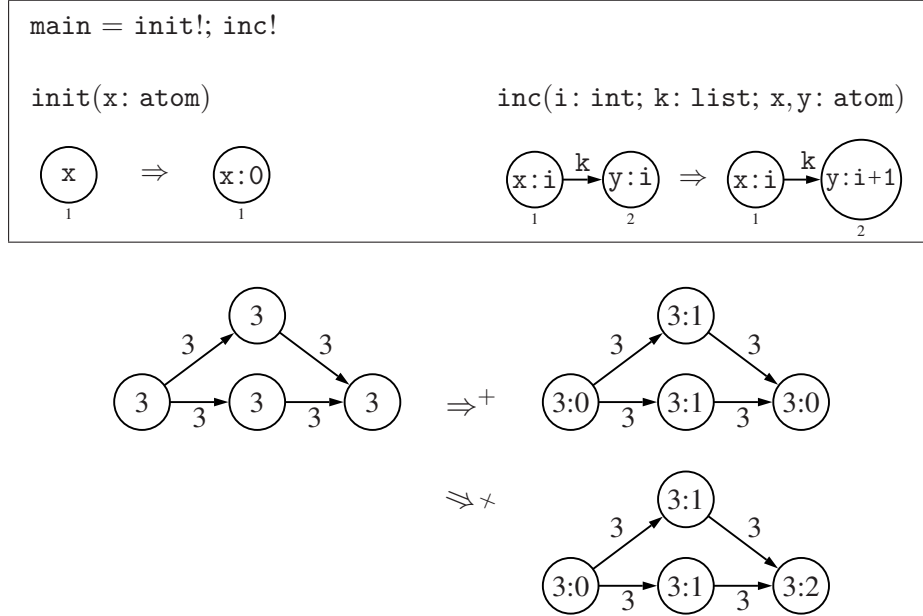 main = init!; inc!
init(x: atom)
inc(i: int; k: list; x,y: atom)
x ⇒ x:0
1 1
x:i k y:i ⇒ x:i k y:i+1
1 2 1 2
3
3 3
3 3 3 3 3
⇒+
3:1
3 3
3:0 3 3:1 3 3:0
⇘+
3:1
3 3
3:0 3 3:1 3 3:2